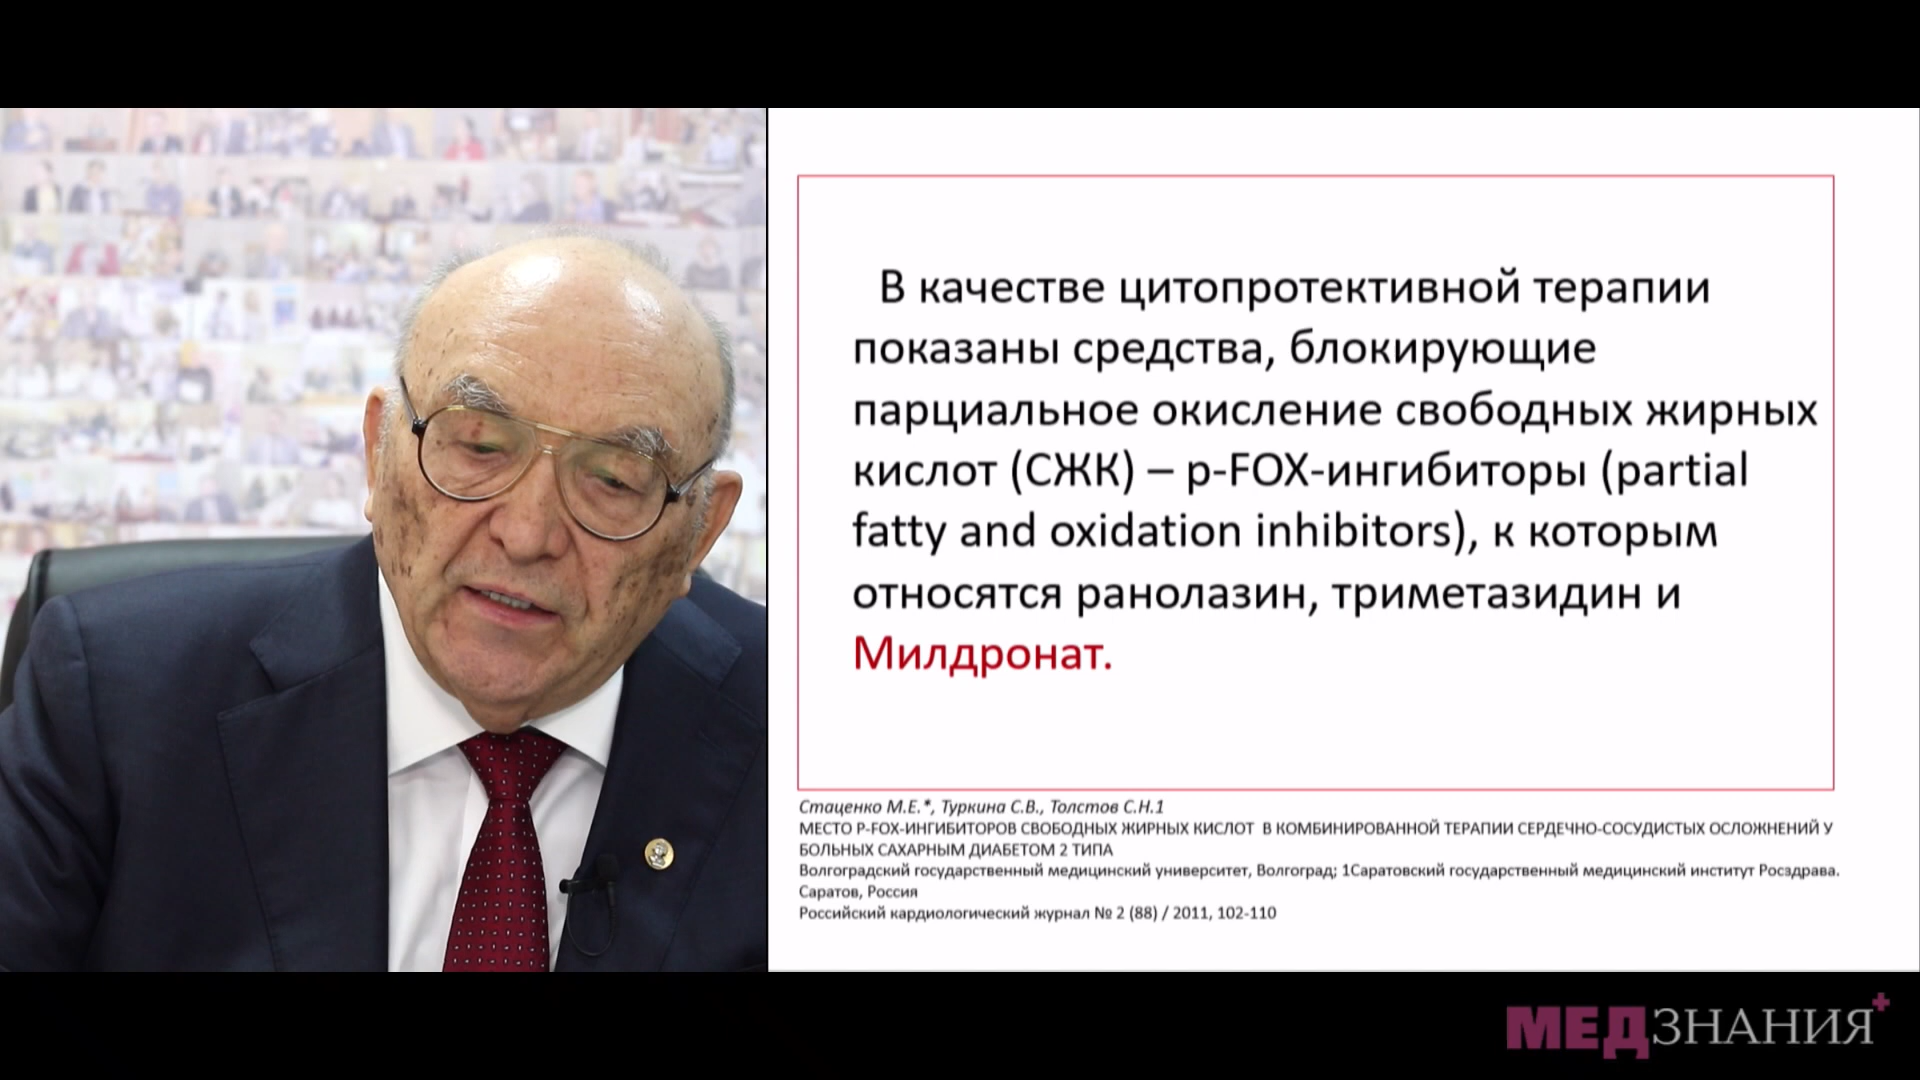 В качестве цитопротективной терапии
показаны средства, блокирующие
парциальное окисление свободных жирных
кислот (СЖК) – p-FOX-ингибиторы (partial
fatty and oxidation inhibitors), к которым
относятся ранолазин, триметазидин и
Милдронат.
Стаценко М.Е.*, Туркина С.В., Толстов С.Н.1
МЕСТО P-FOX-ИНГИБИТОРОВ СВОБОДНЫХ ЖИРНЫХ КИСЛОТ В КОМБИНИРОВАННОЙ ТЕРАПИИ СЕРДЕЧНО-СОСУДИСТЫХ ОСЛОЖНЕНИЙ У
БОЛЬНЫХ САХАРНЫМ ДИАБЕТОМ 2 ТИПА
Волгоградский государственный медицинский университет, Волгоград; 1Саратовский государственный медицинский институт Росздрава.
Саратов, Россия
Российский кардиологический журнал № 2 (88) / 2011, 102-110
МЕДЗНАНИЯ+